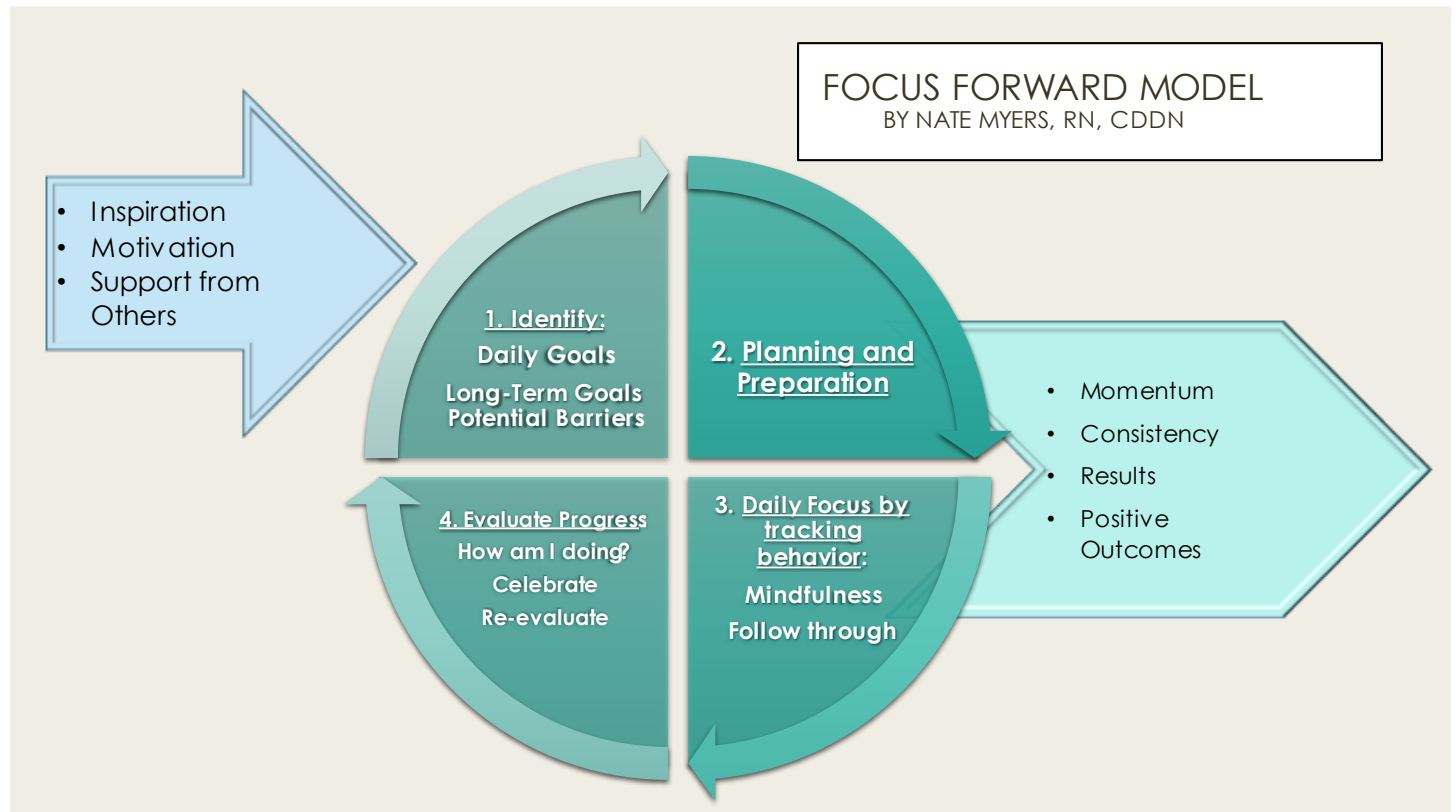 FOCUS FORWARD MODEL
BY NATE MYERS, RN, CDDN
• Inspiration
• Motivation
• Support from
Others
1. Identify:
Daily Goals
Long-Term Goals
Potential Barriers
2. Planning and
Preparation
3. Daily Focus by
tracking
behavior:
Mindfulness
Follow through
4. Evaluate Progress
How am I doing?
Celebrate
Re-evaluate
• Momentum
• Consistency
• Results
• Positive
Outcomes